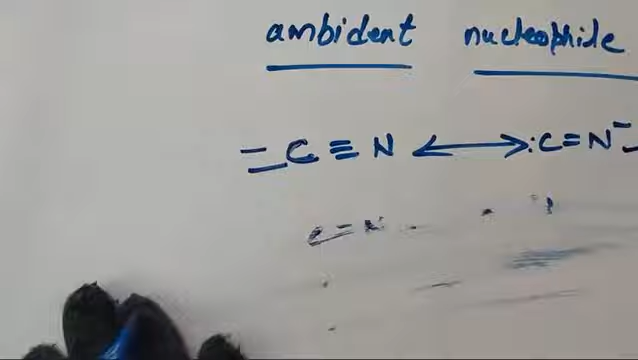 ambident nucleophile
⁻C ≡ N ⟷ :C=N⁻